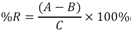 %R = (A − B) / C × 100%